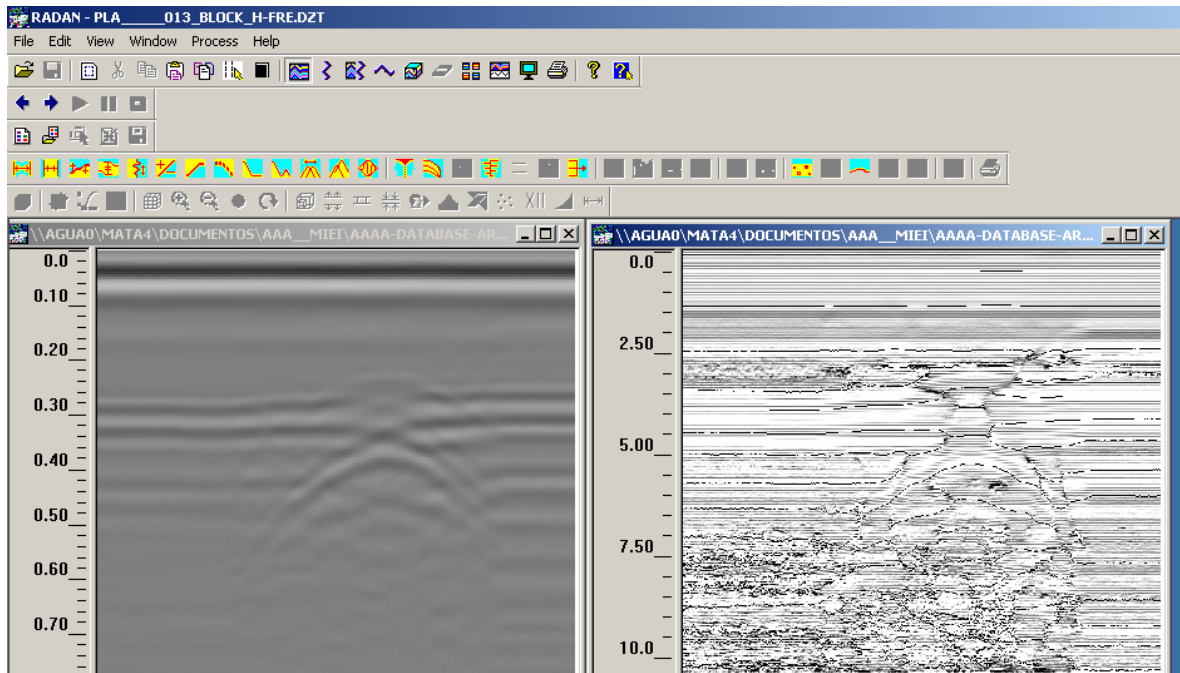 RADAN - PLA_____013_BLOCK_H-FRE.DZT
File Edit View Window Process Help
XII
\\AGUA0\MATA4\DOCUMENTOS\AAA__MIEI\AAAA-DATABASE-AR...
0.0
0.10
0.20
0.30
0.40
0.50
0.60
0.70
\\AGUA0\MATA4\DOCUMENTOS\AAA__MIEI\AAAA-DATABASE-AR...
0.0
2.50
5.00
7.50
10.0